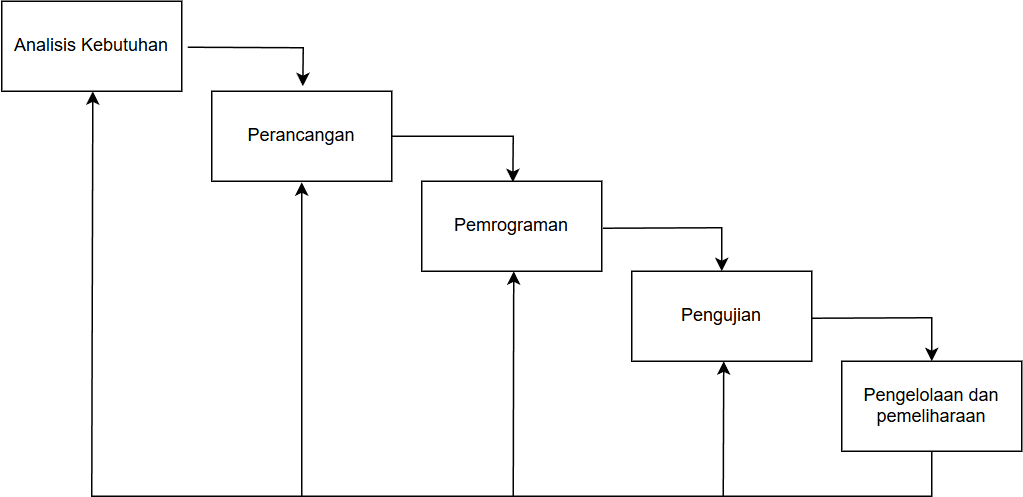 Analisis Kebutuhan
Perancangan
Pemrograman
Pengujian
Pengelolaan dan
pemeliharaan